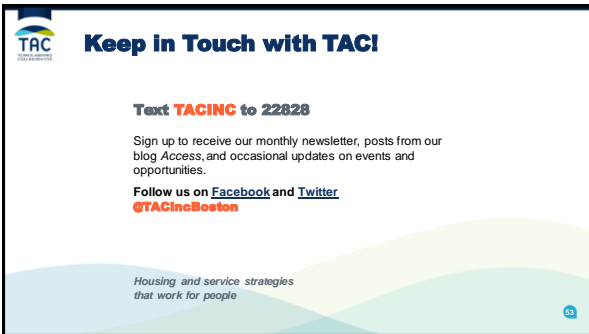 TAC
TECHNICAL ASSISTANCE
COLLABORATIVE
Keep in Touch with TAC!
Text TACINC to 22828
Sign up to receive our monthly newsletter, posts from our
blog Access, and occasional updates on events and
opportunities.
Follow us on Facebook and Twitter
@TACIncBoston
Housing and service strategies
that work for people
53